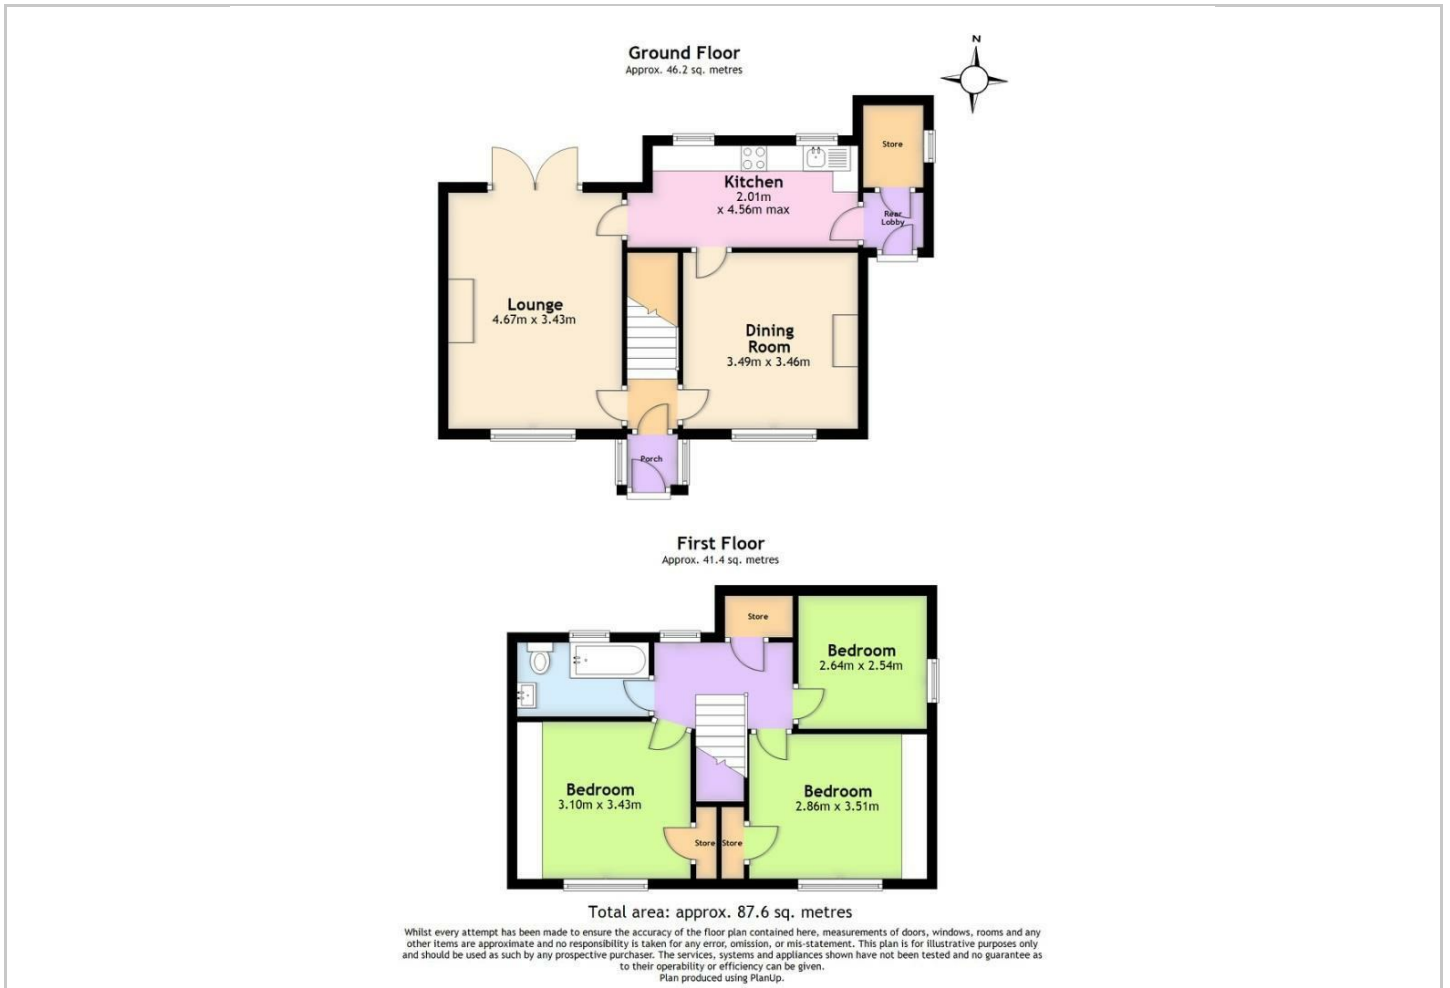 Ground Floor
Approx. 46.2 sq. metres
N
Store
Kitchen
2.01m
x 4.56m max
Rear
Lobby
Lounge
4.67m x 3.43m
Dining
Room
3.49m x 3.46m
Porch
First Floor
Approx. 41.4 sq. metres
Store
Bedroom
2.64m x 2.54m
Bedroom
3.10m x 3.43m
Bedroom
2.86m x 3.51m
Store
Store
Total area: approx. 87.6 sq. metres
Whilst every attempt has been made to ensure the accuracy of the floor plan contained here, measurements of doors, windows, rooms and any
other items are approximate and no responsibility is taken for any error, omission, or mis-statement. This plan is for illustrative purposes only
and should be used as such by any prospective purchaser. The services, systems and appliances shown have not been tested and no guarantee as
to their operability or efficiency can be given.
Plan produced using PlanUp.